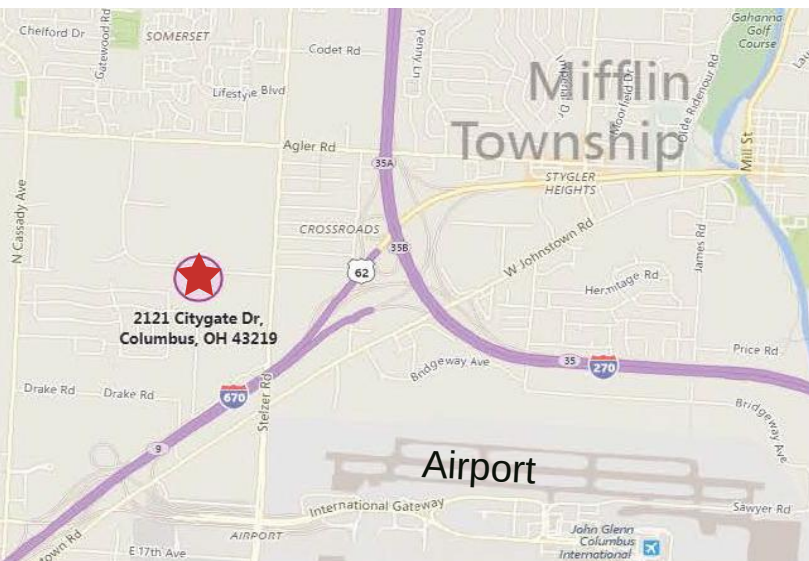 Chelford Dr
Gatewood Rd
SOMERSET
Codet Rd
Penny Ln
Gahanna
Golf
Course
Lifestyle Blvd
Mifflin
Township
Moorfield Dr
Olde Ridenour Rd
Agler Rd
35A
Mill St
STYGLER
HEIGHTS
N Cassady Ave
CROSSROADS
35B
W Johnstown Rd
James Rd
62
Hermitage Rd
2121 Citygate Dr,
Columbus, OH 43219
Price Rd
Bridgeway Ave
35
270
Drake Rd
Drake Rd
670
Stelzer Rd
Bridgeway Ave
9
Airport
International Gateway
Sawyer Rd
AIRPORT
John Glenn
Columbus
International
E 17th Ave
town Rd